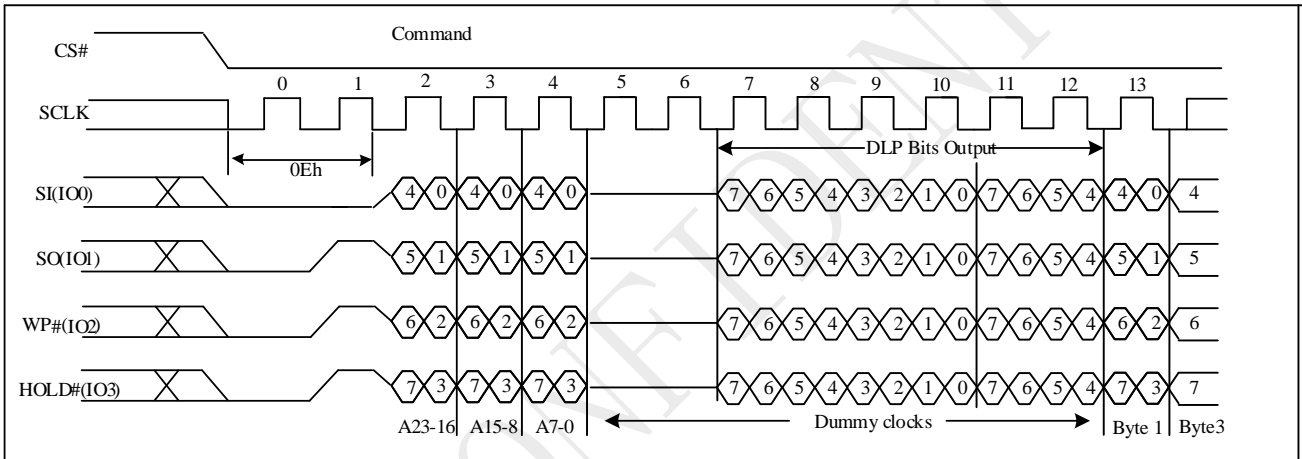 Command
CS#
0 1 2 3 4 5 6 7 8 9 10 11 12 13
SCLK
DLP Bits Output
0Eh
SI(IO0) 4 0 4 0 4 0 7 6 5 4 3 2 1 0 7 6 5 4 4 0 4
SO(IO1) 5 1 5 1 5 1 7 6 5 4 3 2 1 0 7 6 5 4 5 1 5
WP#(IO2) 6 2 6 2 6 2 7 6 5 4 3 2 1 0 7 6 5 4 6 2 6
HOLD#(IO3) 7 3 7 3 7 3 7 6 5 4 3 2 1 0 7 6 5 4 7 3 7
A23-16 A15-8 A7-0 Dummy clocks Byte 1 Byte3
ONFIDENT